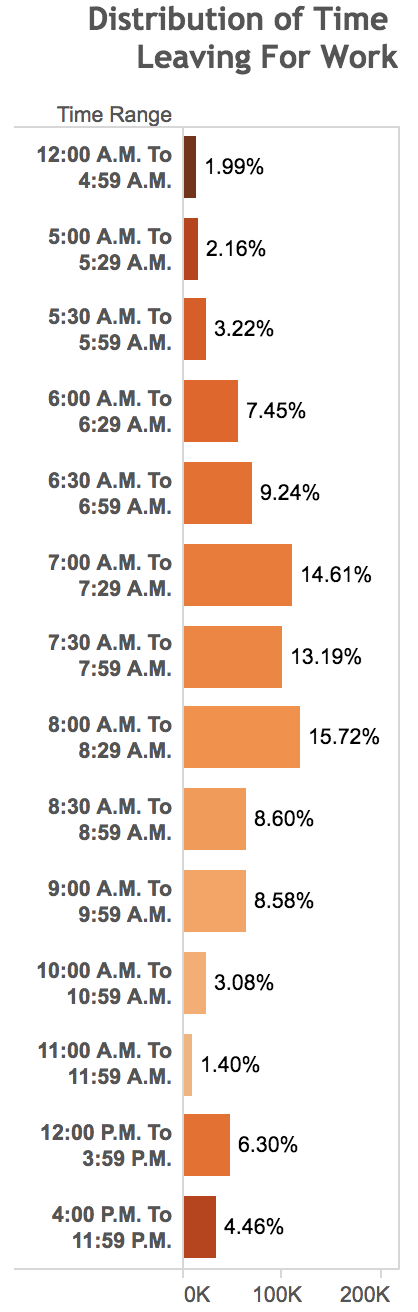 Distribution of Time
Leaving For Work
Time Range
12:00 A.M. To
4:59 A.M.
1.99%
5:00 A.M. To
5:29 A.M.
2.16%
5:30 A.M. To
5:59 A.M.
3.22%
6:00 A.M. To
6:29 A.M.
7.45%
6:30 A.M. To
6:59 A.M.
9.24%
7:00 A.M. To
7:29 A.M.
14.61%
7:30 A.M. To
7:59 A.M.
13.19%
8:00 A.M. To
8:29 A.M.
15.72%
8:30 A.M. To
8:59 A.M.
8.60%
9:00 A.M. To
9:59 A.M.
8.58%
10:00 A.M. To
10:59 A.M.
3.08%
11:00 A.M. To
11:59 A.M.
1.40%
12:00 P.M. To
3:59 P.M.
6.30%
4:00 P.M. To
11:59 P.M.
4.46%
0K 100K 200K